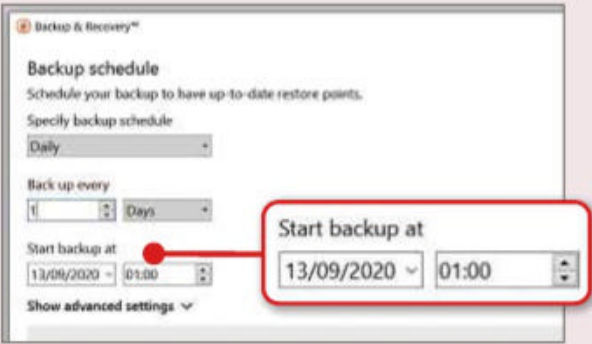 Backup & Recovery™
Backup schedule
Schedule your backup to have up-to-date restore points.
Specify backup schedule
Daily
Back up every
1 Days
Start backup at
13/09/2020 01:00
Show advanced settings
Start backup at
13/09/2020 01:00